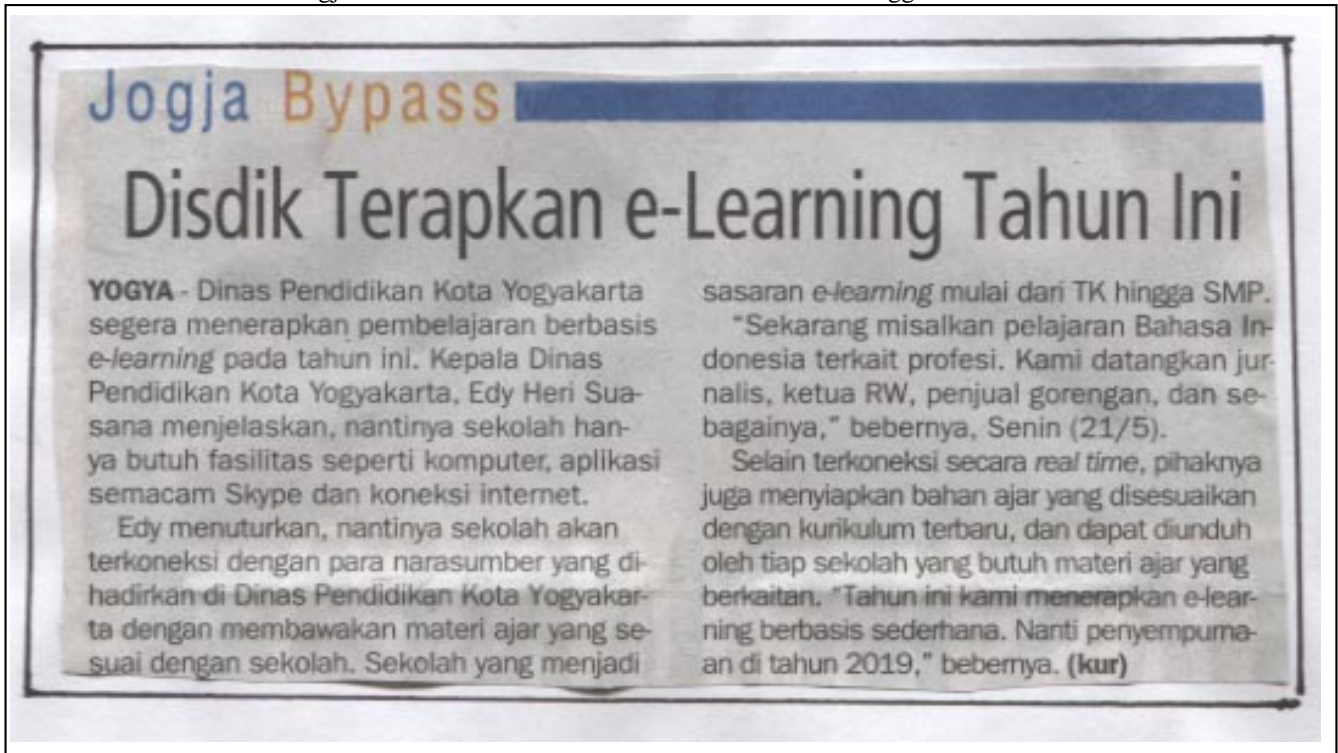 Jogja Bypass
Disdik Terapkan e-Learning Tahun Ini
YOGYA - Dinas Pendidikan Kota Yogyakarta
segera menerapkan pembelajaran berbasis
e-learning pada tahun ini. Kepala Dinas
Pendidikan Kota Yogyakarta, Edy Heri Sua-
sana menjelaskan, nantinya sekolah han-
ya butuh fasilitas seperti komputer, aplikasi
semacam Skype dan koneksi internet.
Edy menuturkan, nantinya sekolah akan
terkoneksi dengan para narasumber yang di-
hadirkan di Dinas Pendidikan Kota Yogyakar-
ta dengan membawakan materi ajar yang se-
suai dengan sekolah. Sekolah yang menjadi
sasaran e-learning mulai dari TK hingga SMP.
"Sekarang misalkan pelajaran Bahasa In-
donesia terkait profesi. Kami datangkan jur-
nalis, ketua RW, penjual gorengan, dan se-
bagainya," bebernya, Senin (21/5).
Selain terkoneksi secara real time, pihaknya
juga menyiapkan bahan ajar yang disesuaikan
dengan kurikulum terbaru, dan dapat diunduh
oleh tiap sekolah yang butuh materi ajar yang
berkaitan. "Tahun ini kami menerapkan e-lear-
ning berbasis sederhana. Nanti penyempurna-
an di tahun 2019," bebernya. (kur)